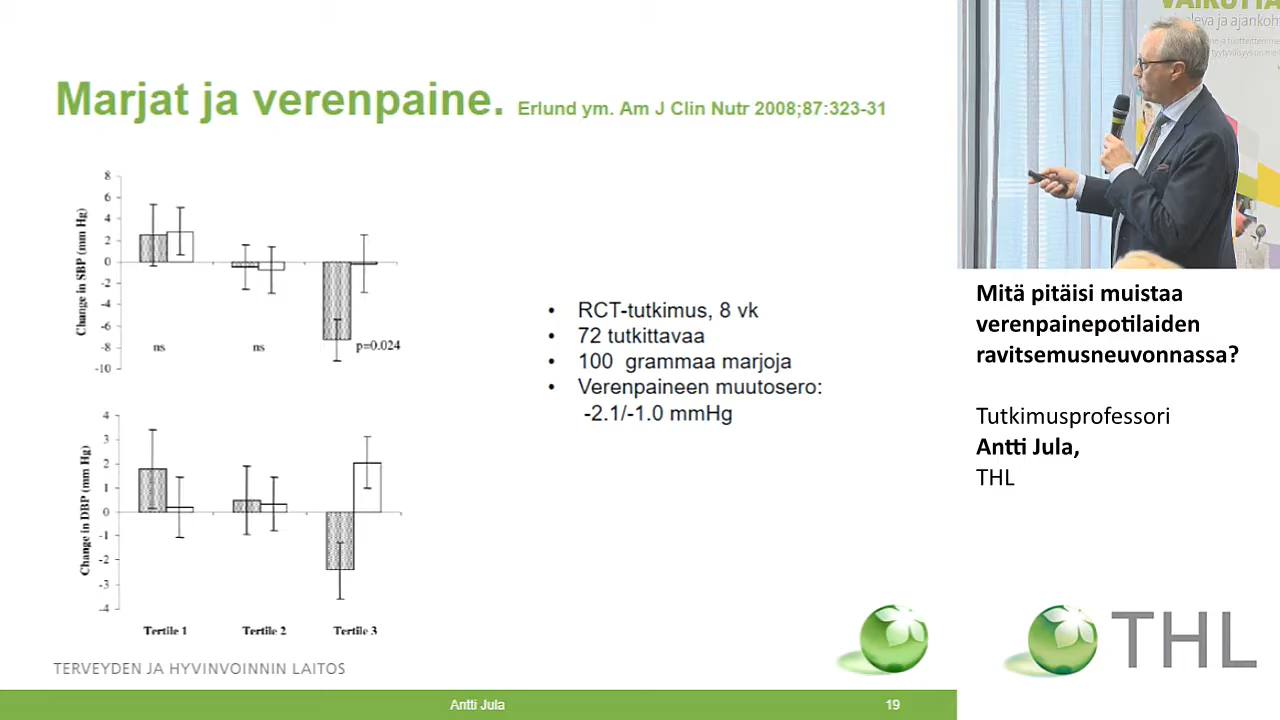 Marjat ja verenpaine. Erlund ym. Am J Clin Nutr 2008;87:323-31
Change in SBP (mm Hg)
8
6
4
2
0
-2
-4
-6
-8
-10
ns
ns
p=0.024
Change in DBP (mm Hg)
4
3
2
1
0
-1
-2
-3
-4
Tertile 1
Tertile 2
Tertile 3
• RCT-tutkimus, 8 vk
• 72 tutkittavaa
• 100 grammaa marjoja
• Verenpaineen muutosero:
-2.1/-1.0 mmHg
TERVEYDEN JA HYVINVOINNIN LAITOS
Antti Jula
19
Mitä pitäisi muistaa
verenpainepotilaiden
ravitsemusneuvonnassa?
Tutkimusprofessori
Antti Jula,
THL
THL